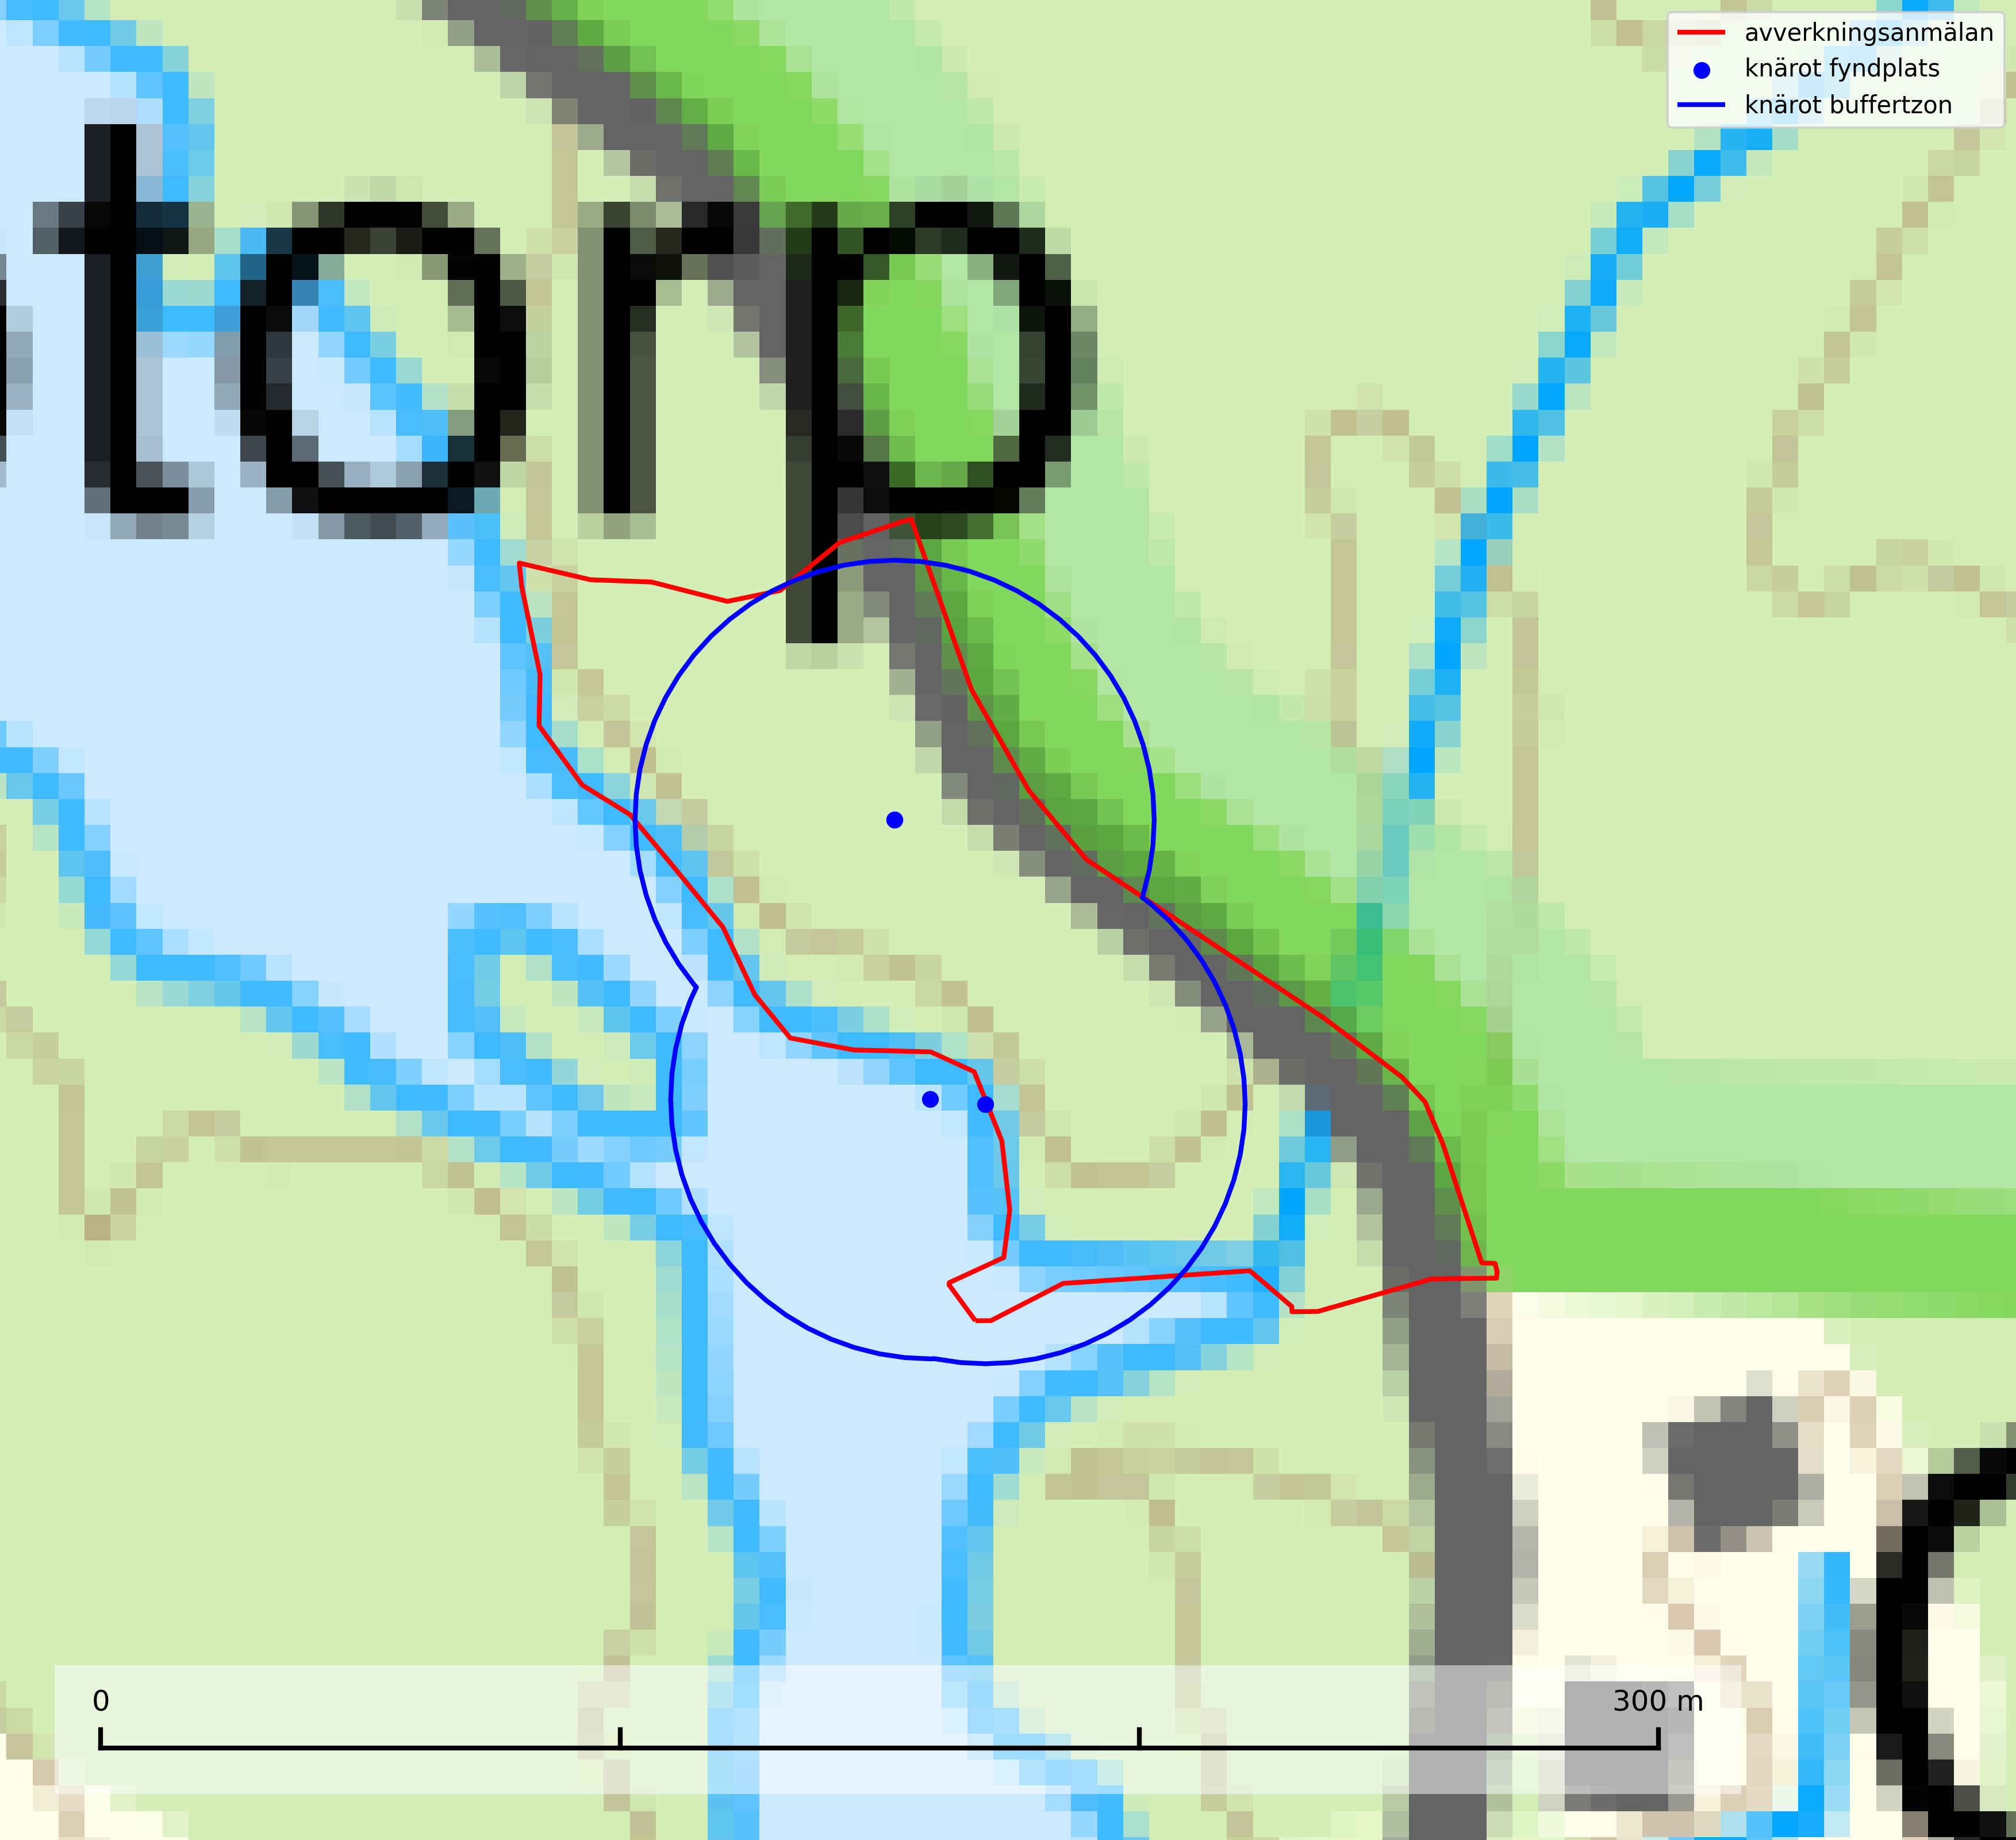 avverkningsanmälan
knärot fyndplats
knärot buffertzon
torp
0 300 m